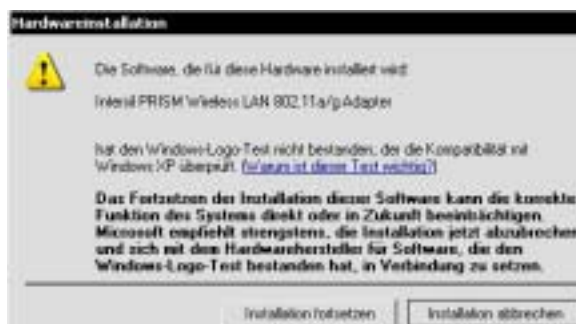 Hardwareinstallation
Die Software, die für diese Hardware installiert wird:
Intersil PRISM Wireless LAN 802.11a/g Adapter
hat den Windows-Logo-Test nicht bestanden, der die Kompatibilität mit
Windows XP überprüft. (Warum ist dieser Test wichtig?)
Das Fortsetzen der Installation dieser Software kann die korrekte
Funktion des Systems direkt oder in Zukunft beeinträchtigen.
Microsoft empfiehlt strengstens, die Installation jetzt abzubrechen
und sich mit dem Hardwarehersteller für Software, die den
Windows-Logo-Test bestanden hat, in Verbindung zu setzen.
Installation fortsetzen
Installation abbrechen